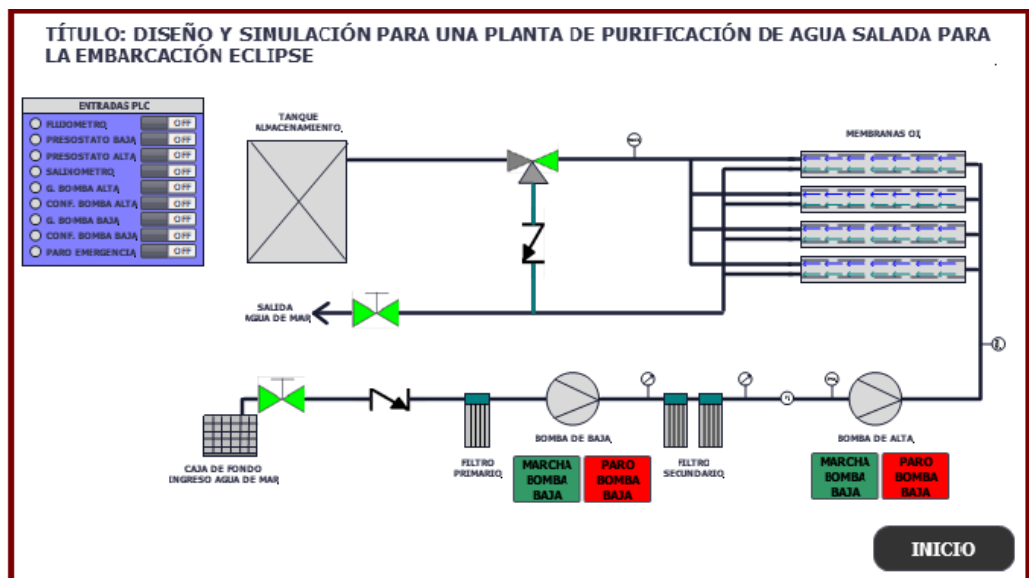 TÍTULO: DISEÑO Y SIMULACIÓN PARA UNA PLANTA DE PURIFICACIÓN DE AGUA SALADA PARA
LA EMBARCACIÓN ECLIPSE
ENTRADAS PLC
FLUJOMETRO OFF
PRESOSTATO BAJA OFF
PRESOSTATO ALTA OFF
SALINOMETRO OFF
G. BOMBA ALTA OFF
CONF. BOMBA ALTA OFF
G. BOMBA BAJA OFF
CONF. BOMBA BAJA OFF
PARO EMERGENCIA OFF
TANQUE
ALMACENAMIENTO
MEMBRANAS OI
SALIDA
AGUA DE MAR
CAJA DE FONDO
INGRESO AGUA DE MAR
FILTRO
PRIMARIO
BOMBA DE BAJA
MARCHA
BOMBA
BAJA
PARO
BOMBA
BAJA
FILTRO
SECUNDARIO
BOMBA DE ALTA
MARCHA
BOMBA
BAJA
PARO
BOMBA
BAJA
INICIO